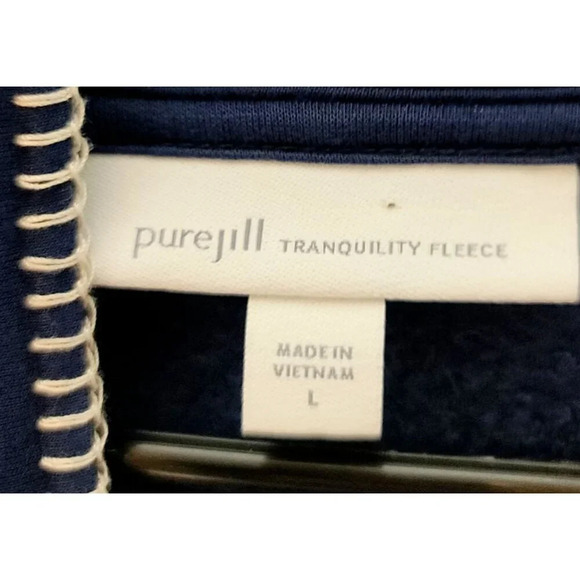 purejill TRANQUILITY FLEECE
MADE IN
VIETNAM
L